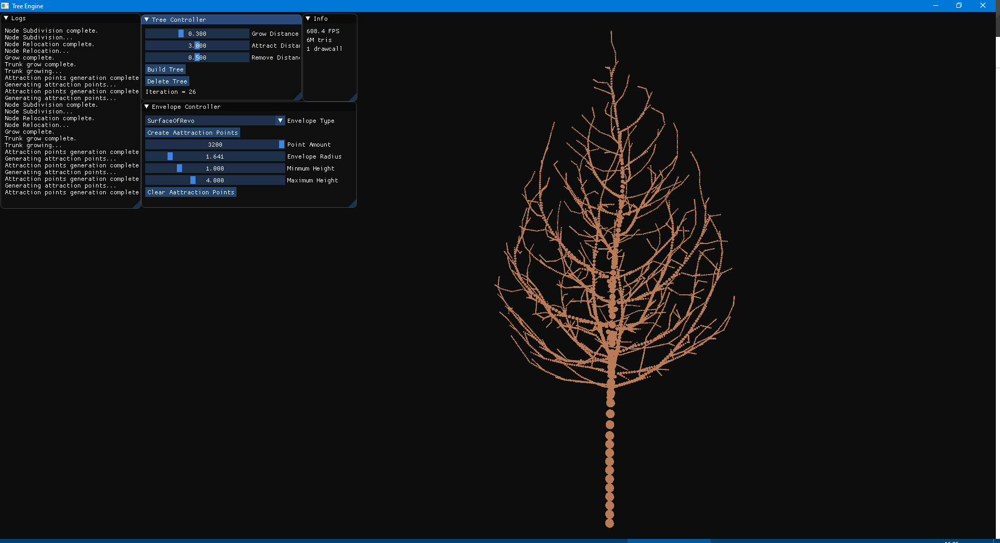 Tree Engine
Logs
Node Subdivision complete.
Node Subdivision...
Node Relocation complete.
Node Relocation...
Grow complete.
Trunk grow complete.
Trunk growing...
Attraction points generation complete
Generating attraction points...
Attraction points generation complete
Generating attraction points...
Node Subdivision complete.
Node Subdivision...
Node Relocation complete.
Node Relocation...
Grow complete.
Trunk grow complete.
Trunk growing...
Attraction points generation complete
Generating attraction points...
Attraction points generation complete
Generating attraction points...
Attraction points generation complete
Generating attraction points...
Attraction points generation complete
Tree Controller
0.300 Grow Distance
3.000 Attract Distan
0.500 Remove Distanc
Build Tree
Delete Tree
Iteration = 26
Info
608.4 FPS
6M tris
1 drawcall
Envelope Controller
SurfaceOfRevo Envelope Type
Create Aattraction Points
3200 Point Amount
1.641 Envelope Radius
1.000 Minmum Height
4.000 Maximum Height
Clear Aattraction Points